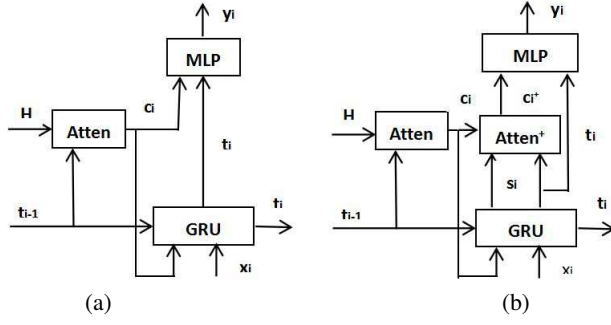 yi
MLP
H
ci
Atten
ti
ti-1
ti
GRU
xi
(a)
yi
MLP
H
ci
ci+
Atten
Atten+
ti
si
ti-1
ti
GRU
xi
(b)